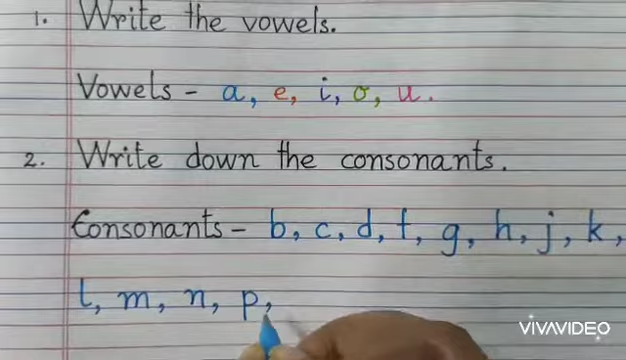 1. Write the vowels.
Vowels - a, e, i, o, u.
2. Write down the consonants.
Consonants - b, c, d, f, g, h, j, k,
l, m, n, p,
VIVAVIDEO